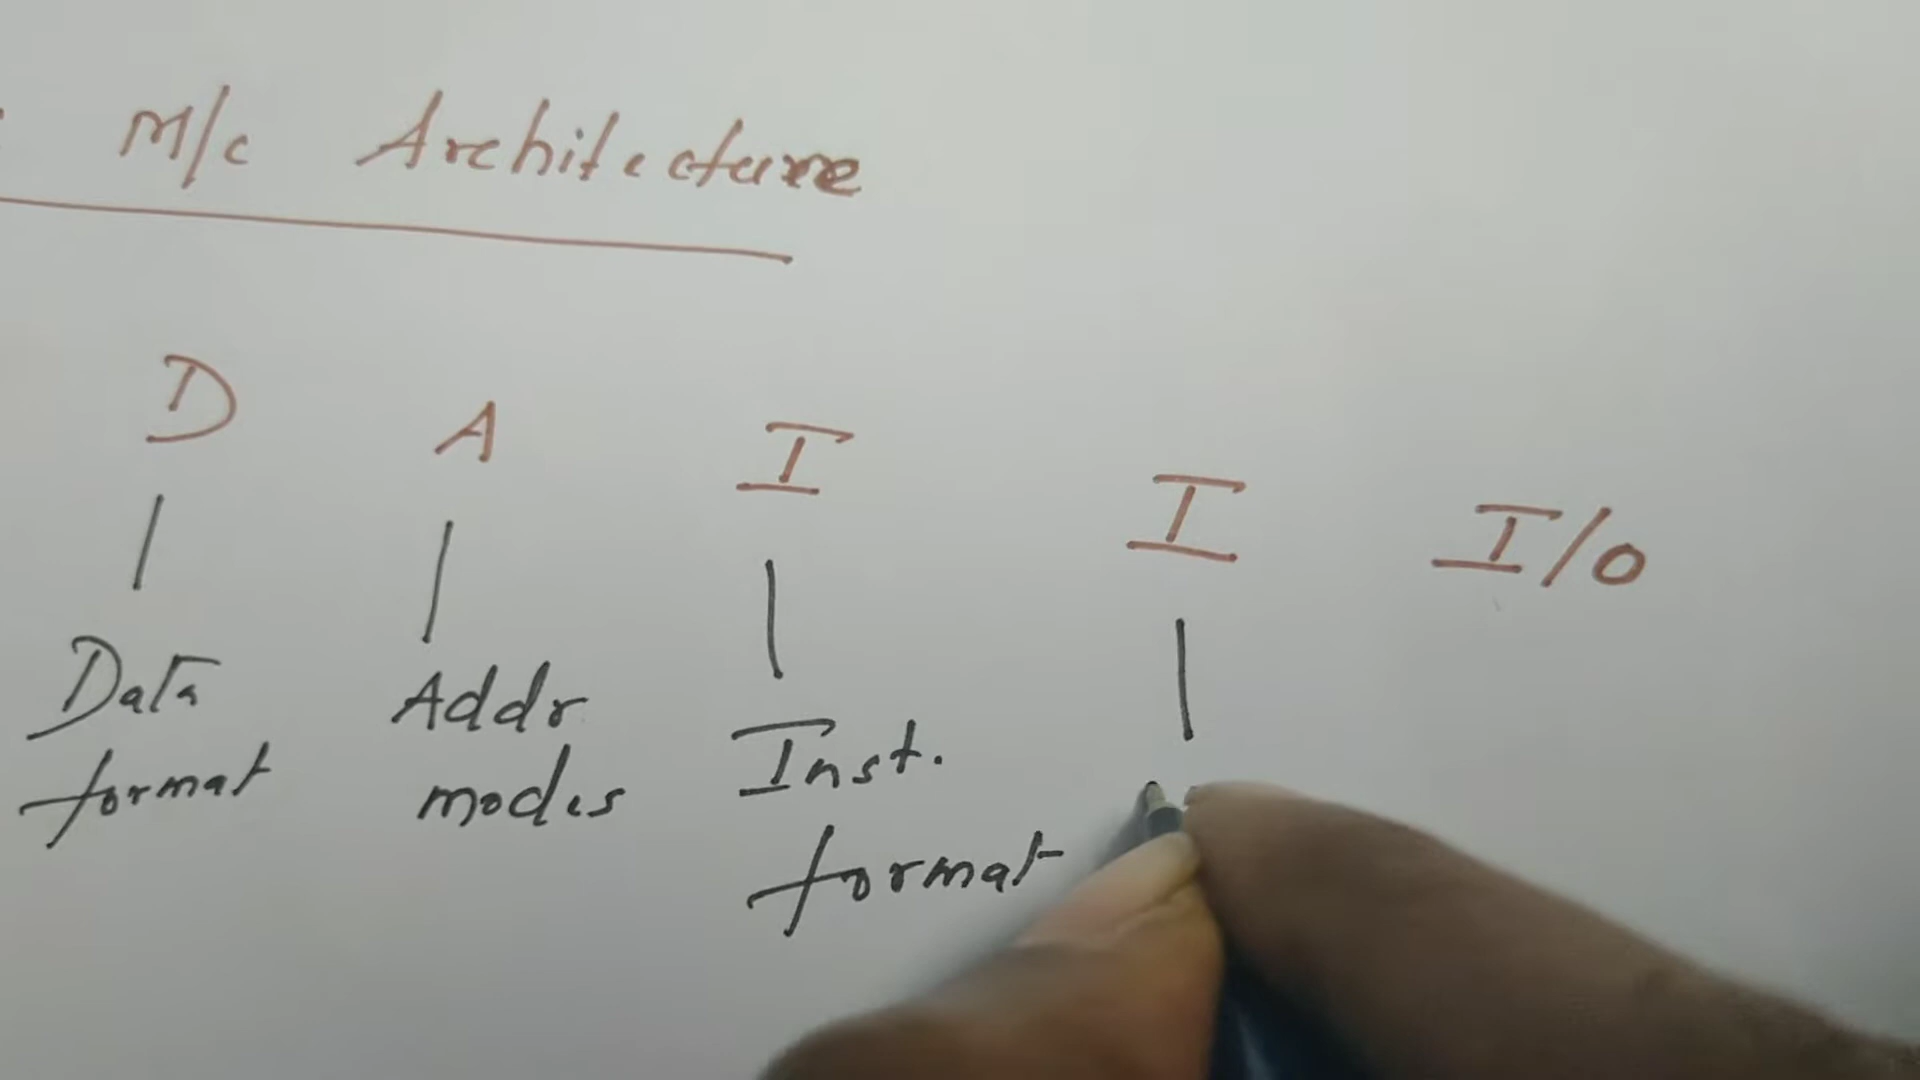 M/c Architecture
D A I I I/O
Data format
Addr modes
Inst. format